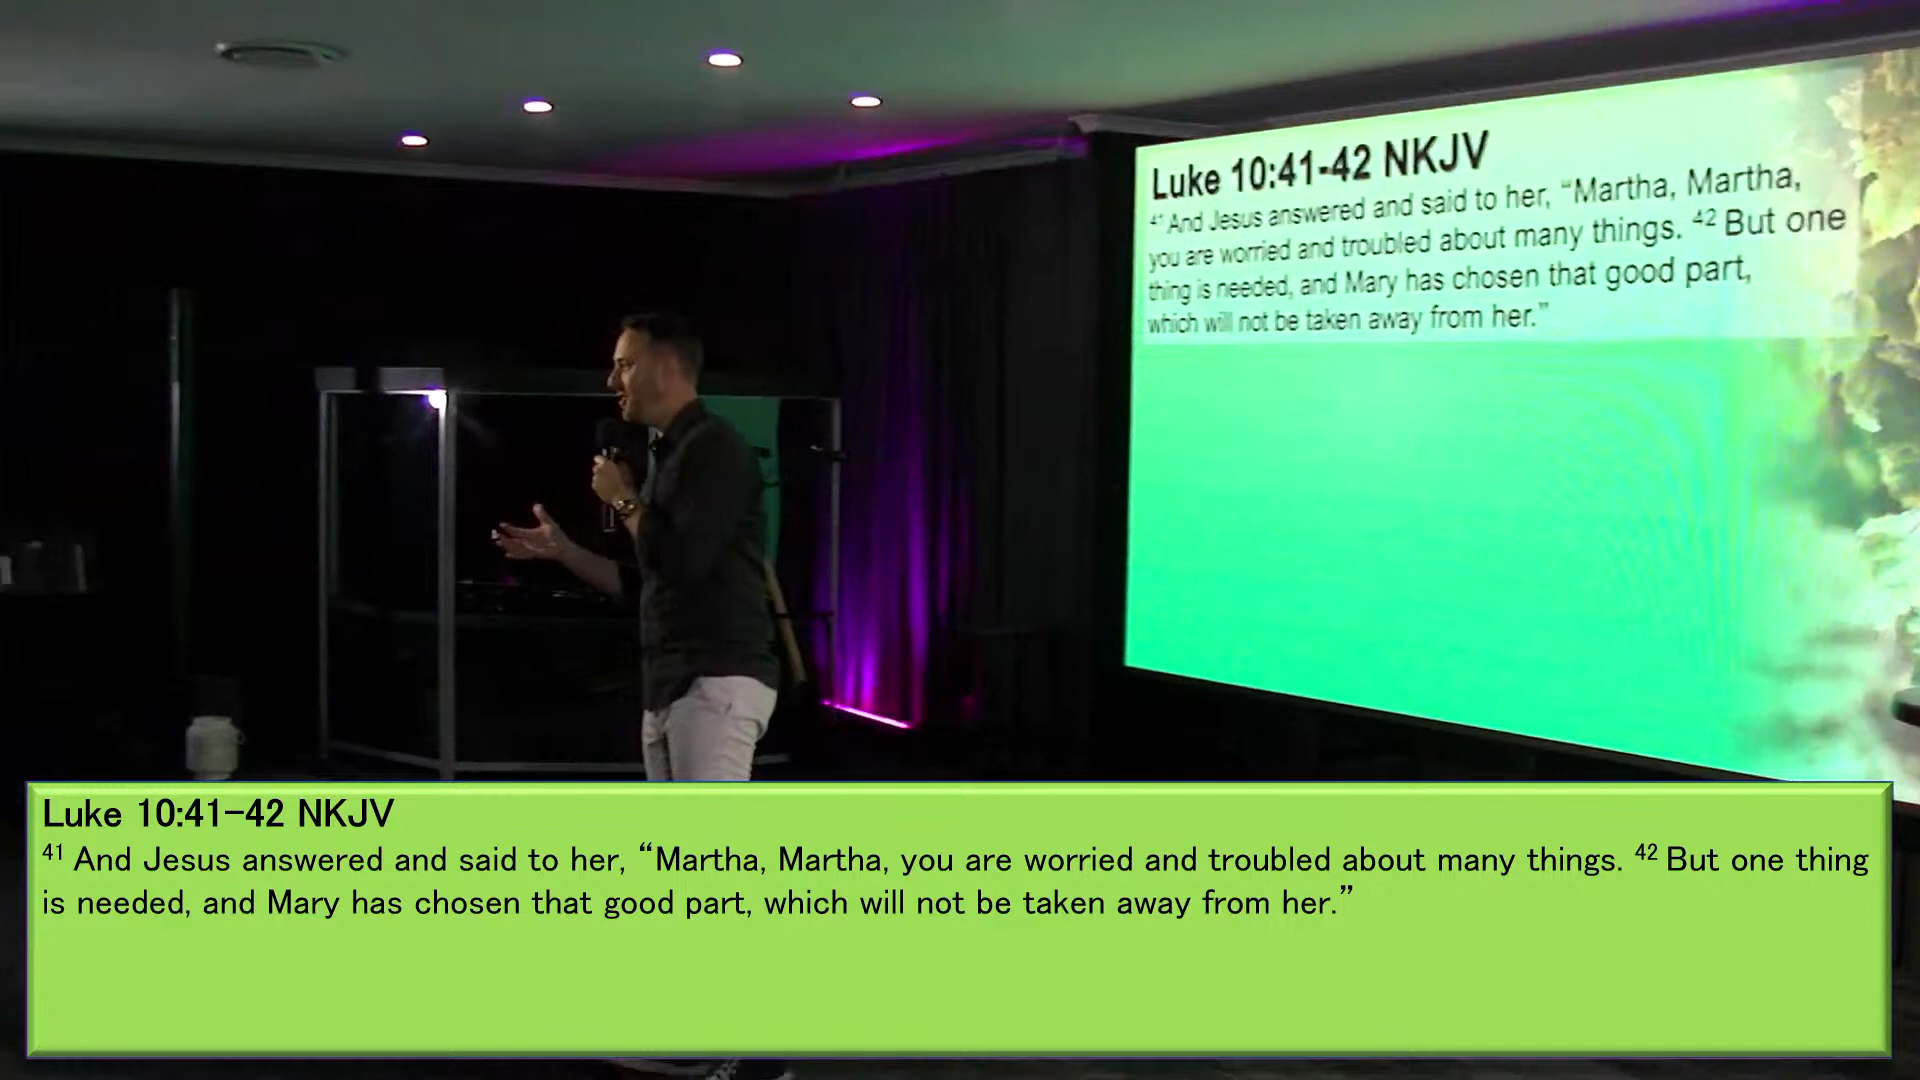 Luke 10:41-42 NKJV
41 And Jesus answered and said to her, “Martha, Martha,
you are worried and troubled about many things. 42 But one
thing is needed, and Mary has chosen that good part,
which will not be taken away from her.”
Luke 10:41-42 NKJV
41 And Jesus answered and said to her, “Martha, Martha, you are worried and troubled about many things. 42 But one thing
is needed, and Mary has chosen that good part, which will not be taken away from her.”